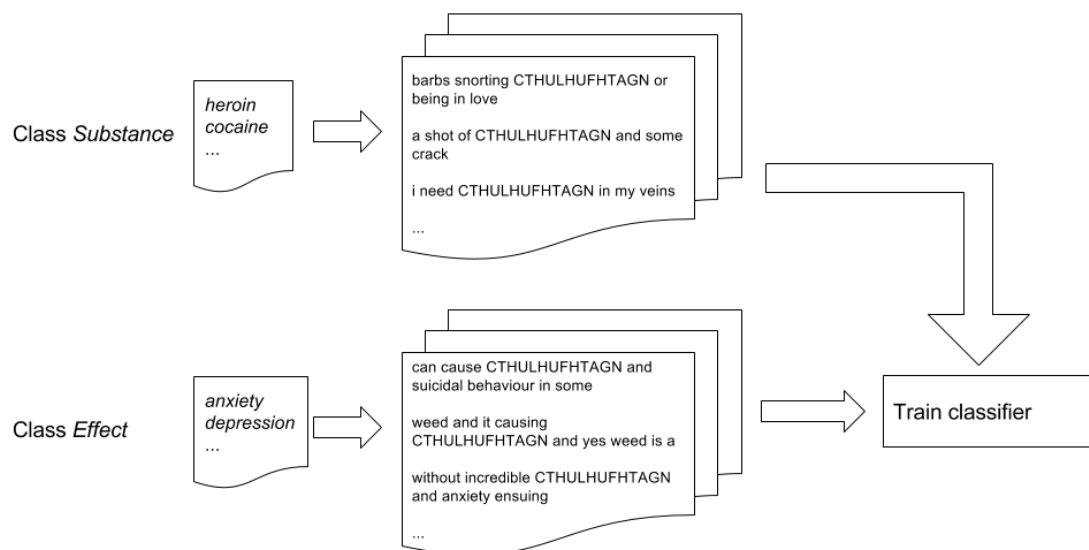 Class Substance
heroin
cocaine
...
barbs snorting CTHULHUFHTAGN or
being in love
a shot of CTHULHUFHTAGN and some
crack
i need CTHULHUFHTAGN in my veins
...
Class Effect
anxiety
depression
...
can cause CTHULHUFHTAGN and
suicidal behaviour in some
weed and it causing
CTHULHUFHTAGN and yes weed is a
without incredible CTHULHUFHTAGN
and anxiety ensuing
...
Train classifier